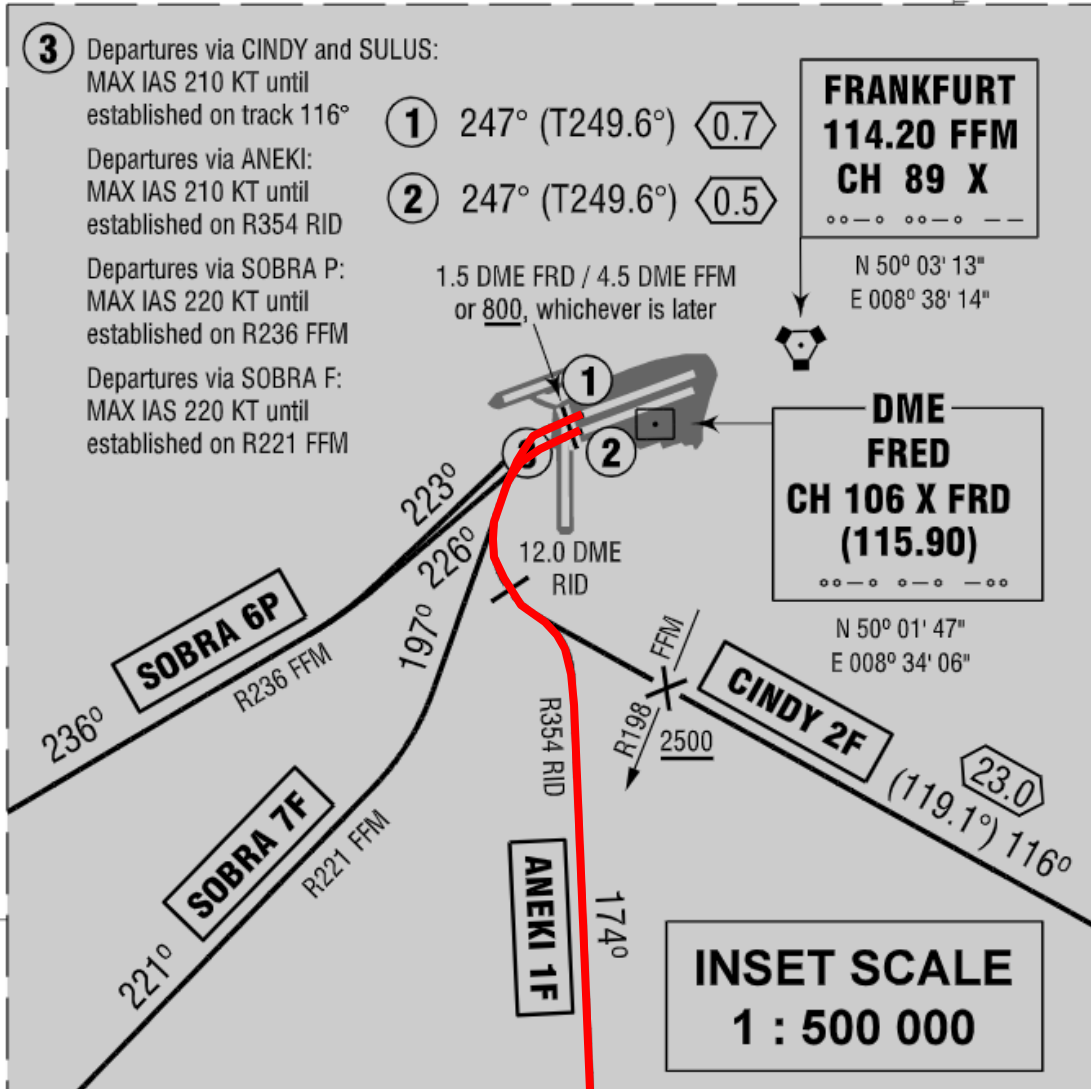 3 Departures via CINDY and SULUS:
MAX IAS 210 KT until
established on track 116°
Departures via ANEKI:
MAX IAS 210 KT until
established on R354 RID
Departures via SOBRA P:
MAX IAS 220 KT until
established on R236 FFM
Departures via SOBRA F:
MAX IAS 220 KT until
established on R221 FFM
1 247° (T249.6°) 0.7
2 247° (T249.6°) 0.5
FRANKFURT
114.20 FFM
CH 89 X
N 50° 03' 13"
E 008° 38' 14"
1.5 DME FRD / 4.5 DME FFM
or 800, whichever is later
1
2
3
DME
FRED
CH 106 X FRD
(115.90)
N 50° 01' 47"
E 008° 34' 06"
223°
226°
12.0 DME
RID
197°
SOBRA 6P
R236 FFM
236°
SOBRA 7F
R221 FFM
221°
R354 RID
ANEKI 1F
174°
FFM
R198
2500
CINDY 2F
23.0
(119.1°) 116°
INSET SCALE
1 : 500 000